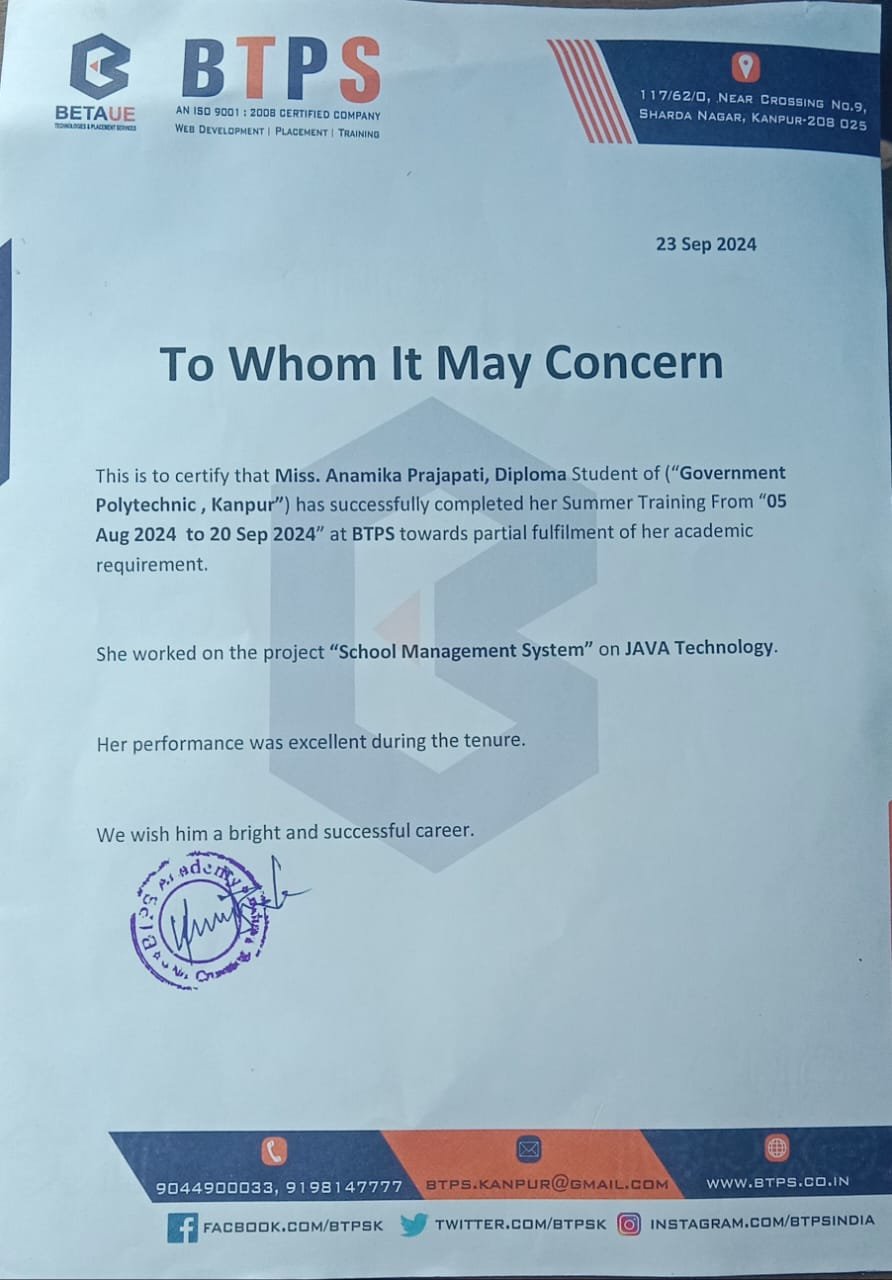 BETAUE
TECHNOLOGIES & PLACEMENT SERVICES
BTPS
AN ISO 9001 : 2008 CERTIFIED COMPANY
WEB DEVELOPMENT | PLACEMENT | TRAINING
117/62/O, NEAR CROSSING NO.9,
SHARDA NAGAR, KANPUR-208 025
23 Sep 2024
To Whom It May Concern
This is to certify that Miss. Anamika Prajapati, Diploma Student of (“Government
Polytechnic , Kanpur”) has successfully completed her Summer Training From “05
Aug 2024 to 20 Sep 2024” at BTPS towards partial fulfilment of her academic
requirement.
She worked on the project “School Management System” on JAVA Technology.
Her performance was excellent during the tenure.
We wish him a bright and successful career.
BTPS Academy
9044900033, 9198147777
BTPS.KANPUR@GMAIL.COM
WWW.BTPS.CO.IN
FACBOOK.COM/BTPSK
TWITTER.COM/BTPSK
INSTAGRAM.COM/BTPSINDIA